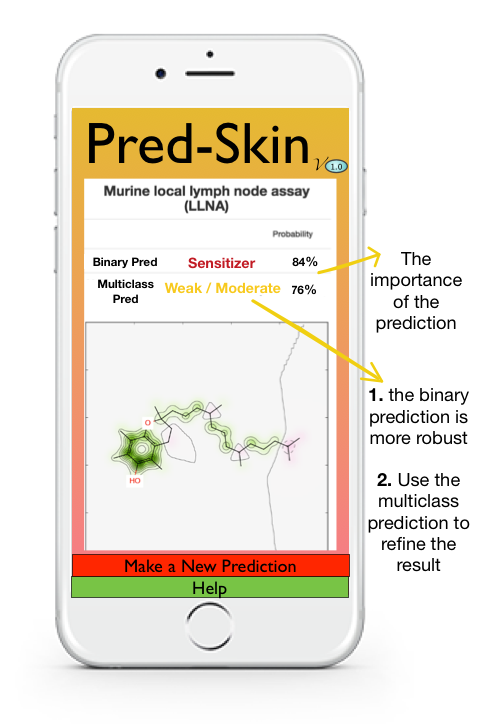 Pred-Skin V 1.0
Murine local lymph node assay
(LLNA)
Probability
Binary Pred Sensitizer 84%
Multiclass
Pred Weak / Moderate 76%
O
HO
Make a New Prediction
Help
The
importance
of the
prediction
1. the binary
prediction is
more robust
2. Use the
multiclass
prediction to
refine the
result